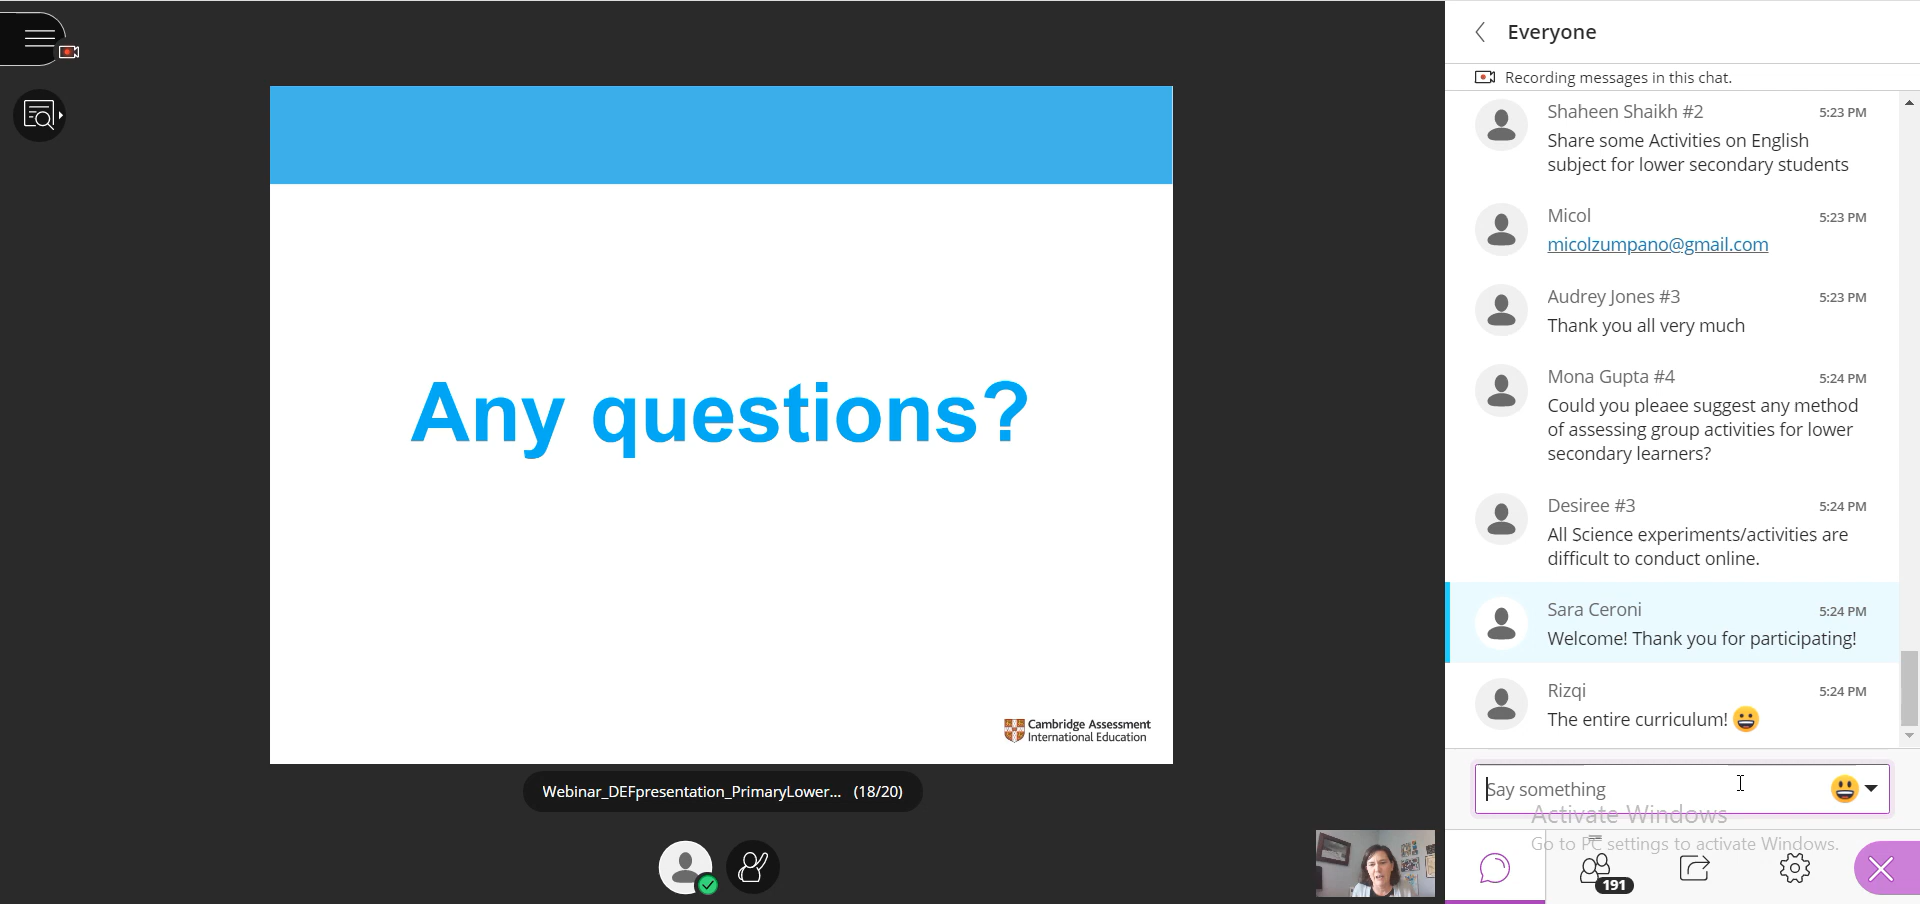 Any questions?
Cambridge Assessment
International Education
Webinar_DEFpresentation_PrimaryLower... (18/20)
Everyone
Recording messages in this chat.
Shaheen Shaikh #2 5:23 PM
Share some Activities on English
subject for lower secondary students
Micol 5:23 PM
micolzumpano@gmail.com
Audrey Jones #3 5:23 PM
Thank you all very much
Mona Gupta #4 5:24 PM
Could you pleaee suggest any method
of assessing group activities for lower
secondary learners?
Desiree #3 5:24 PM
All Science experiments/activities are
difficult to conduct online.
Sara Ceroni 5:24 PM
Welcome! Thank you for participating!
Rizqi 5:24 PM
The entire curriculum! 😀
Say something
Activate Windows
Go to PC settings to activate Windows.
191